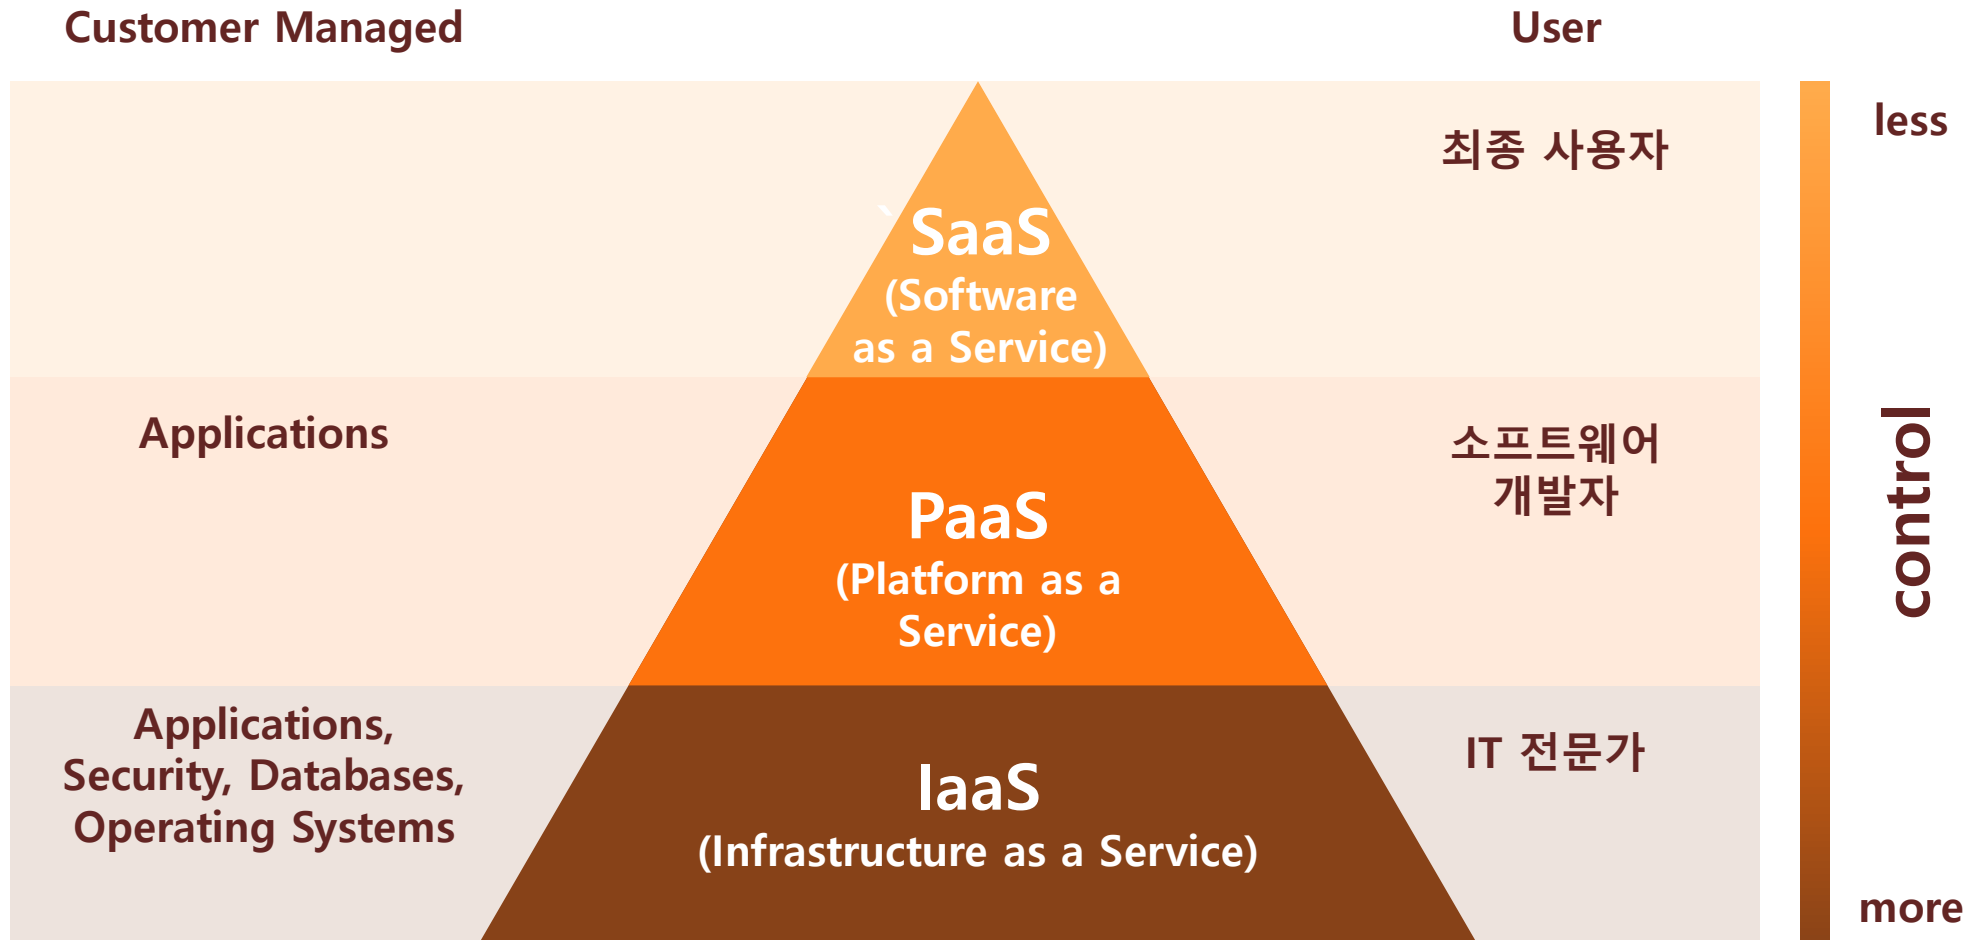 Customer Managed
User
less
최종 사용자
` SaaS
(Software
as a Service)
Applications
소프트웨어
개발자
control
PaaS
(Platform as a
Service)
Applications,
Security, Databases,
Operating Systems
IT 전문가
IaaS
(Infrastructure as a Service)
more